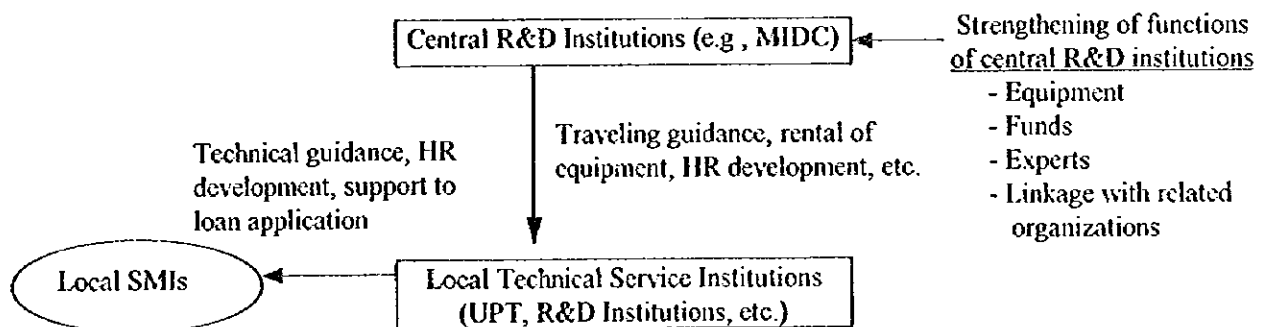 Central R&D Institutions (e.g , MIDC)
Strengthening of functions
of central R&D institutions
- Equipment
- Funds
- Experts
- Linkage with related
organizations
Traveling guidance, rental of
equipment, HR development, etc.
Technical guidance, HR
development, support to
loan application
Local SMIs
Local Technical Service Institutions
(UPT, R&D Institutions, etc.)